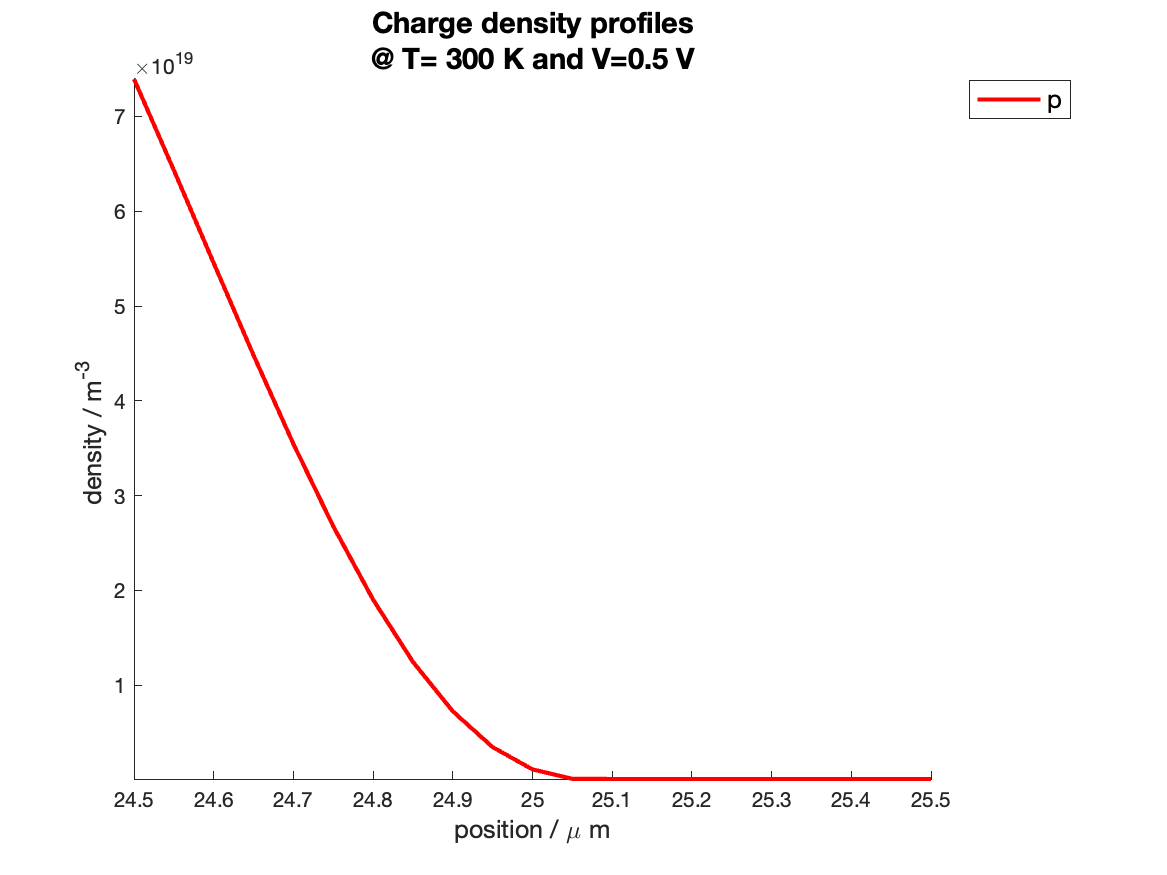 Charge density profiles
@ T= 300 K and V=0.5 V
×10^19
p
7
6
5
4
3
2
1
density / m^-3
24.5 24.6 24.7 24.8 24.9 25 25.1 25.2 25.3 25.4 25.5
position / μ m